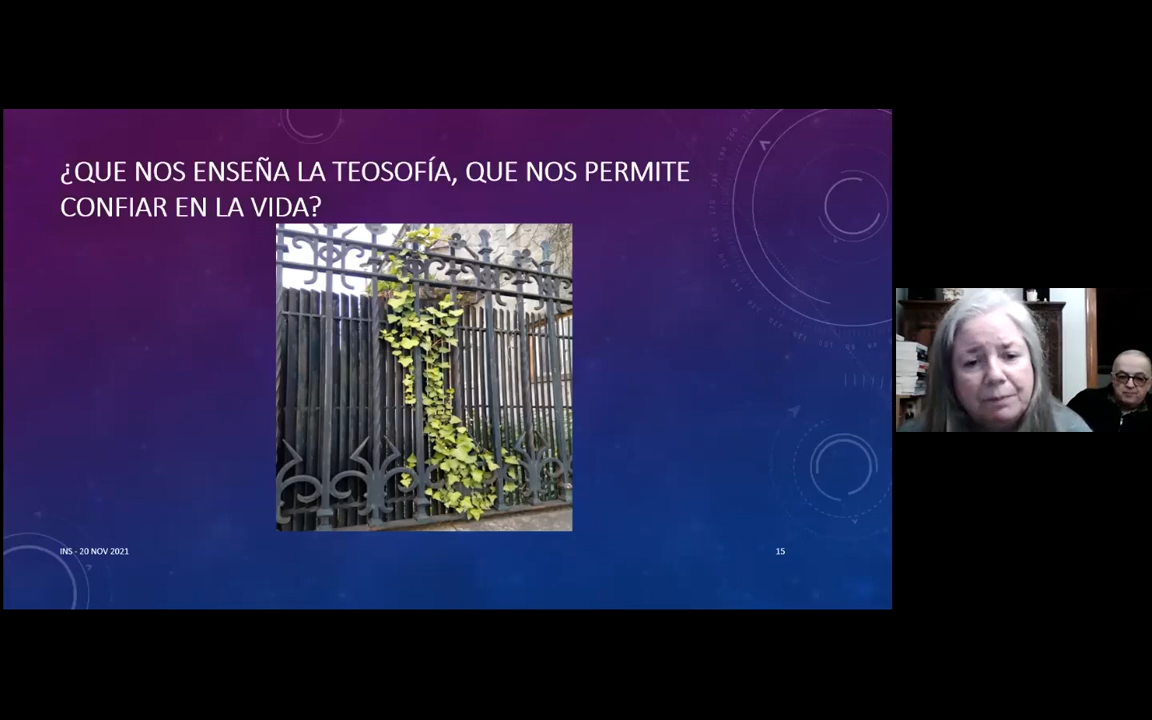 ¿QUE NOS ENSEÑA LA TEOSOFÍA, QUE NOS PERMITE
CONFIAR EN LA VIDA?
INS - 20 NOV 2021
15